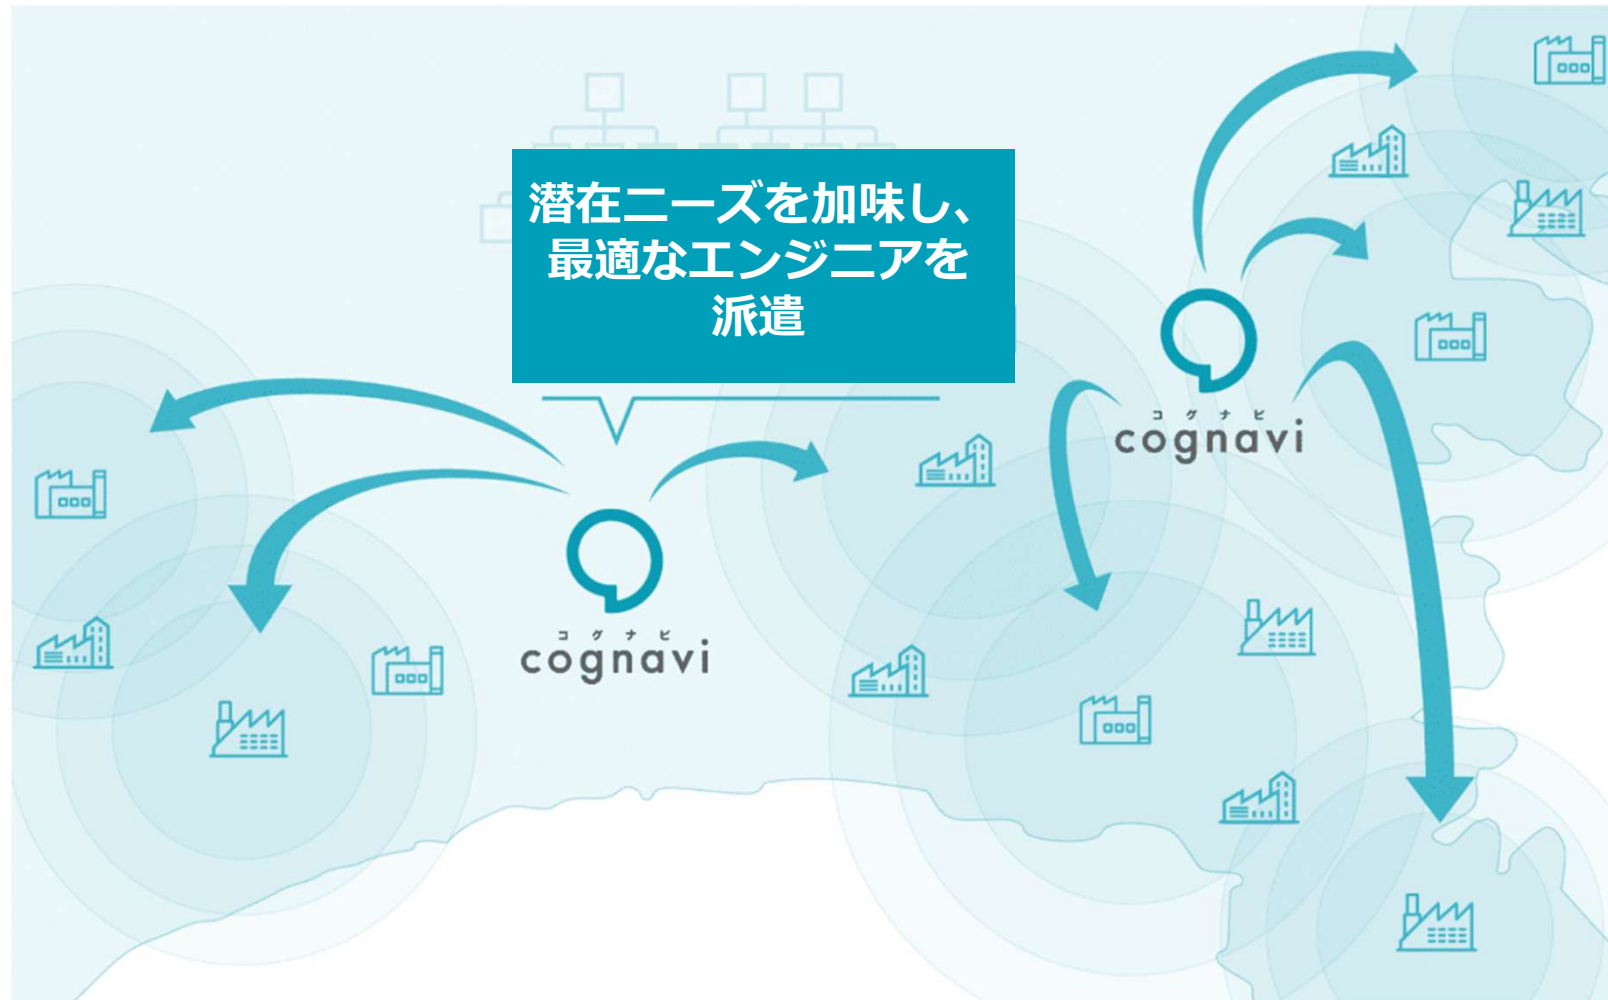 潜在ニーズを加味し、
最適なエンジニアを
派遣
コグナビ
cognavi
コグナビ
cognavi